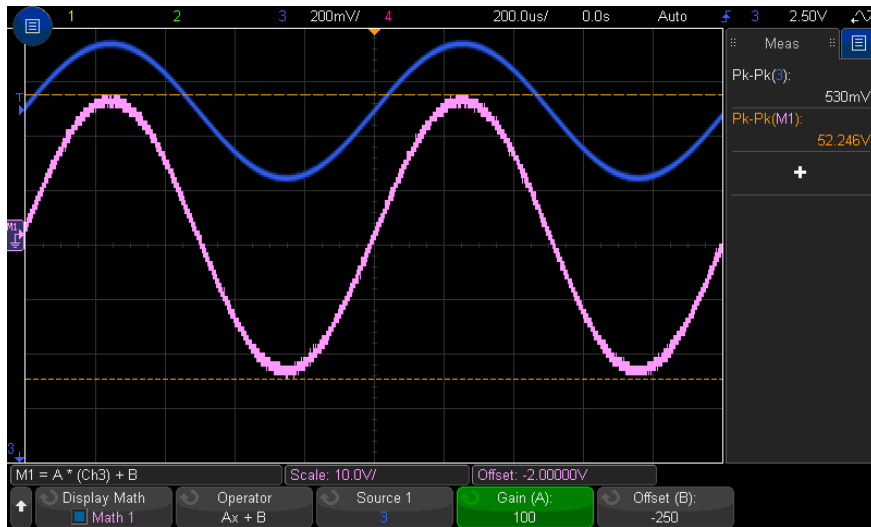 1 2 3 200mV/ 4 200.0us/ 0.0s Auto 3 2.50V
Meas
Pk-Pk(3):
530mV
Pk-Pk(M1):
52.246V
+
T
M1
3
M1 = A * (Ch3) + B
Scale: 10.0V/
Offset: -2.00000V
Display Math
Math 1
Operator
Ax + B
Source 1
3
Gain (A):
100
Offset (B):
-250